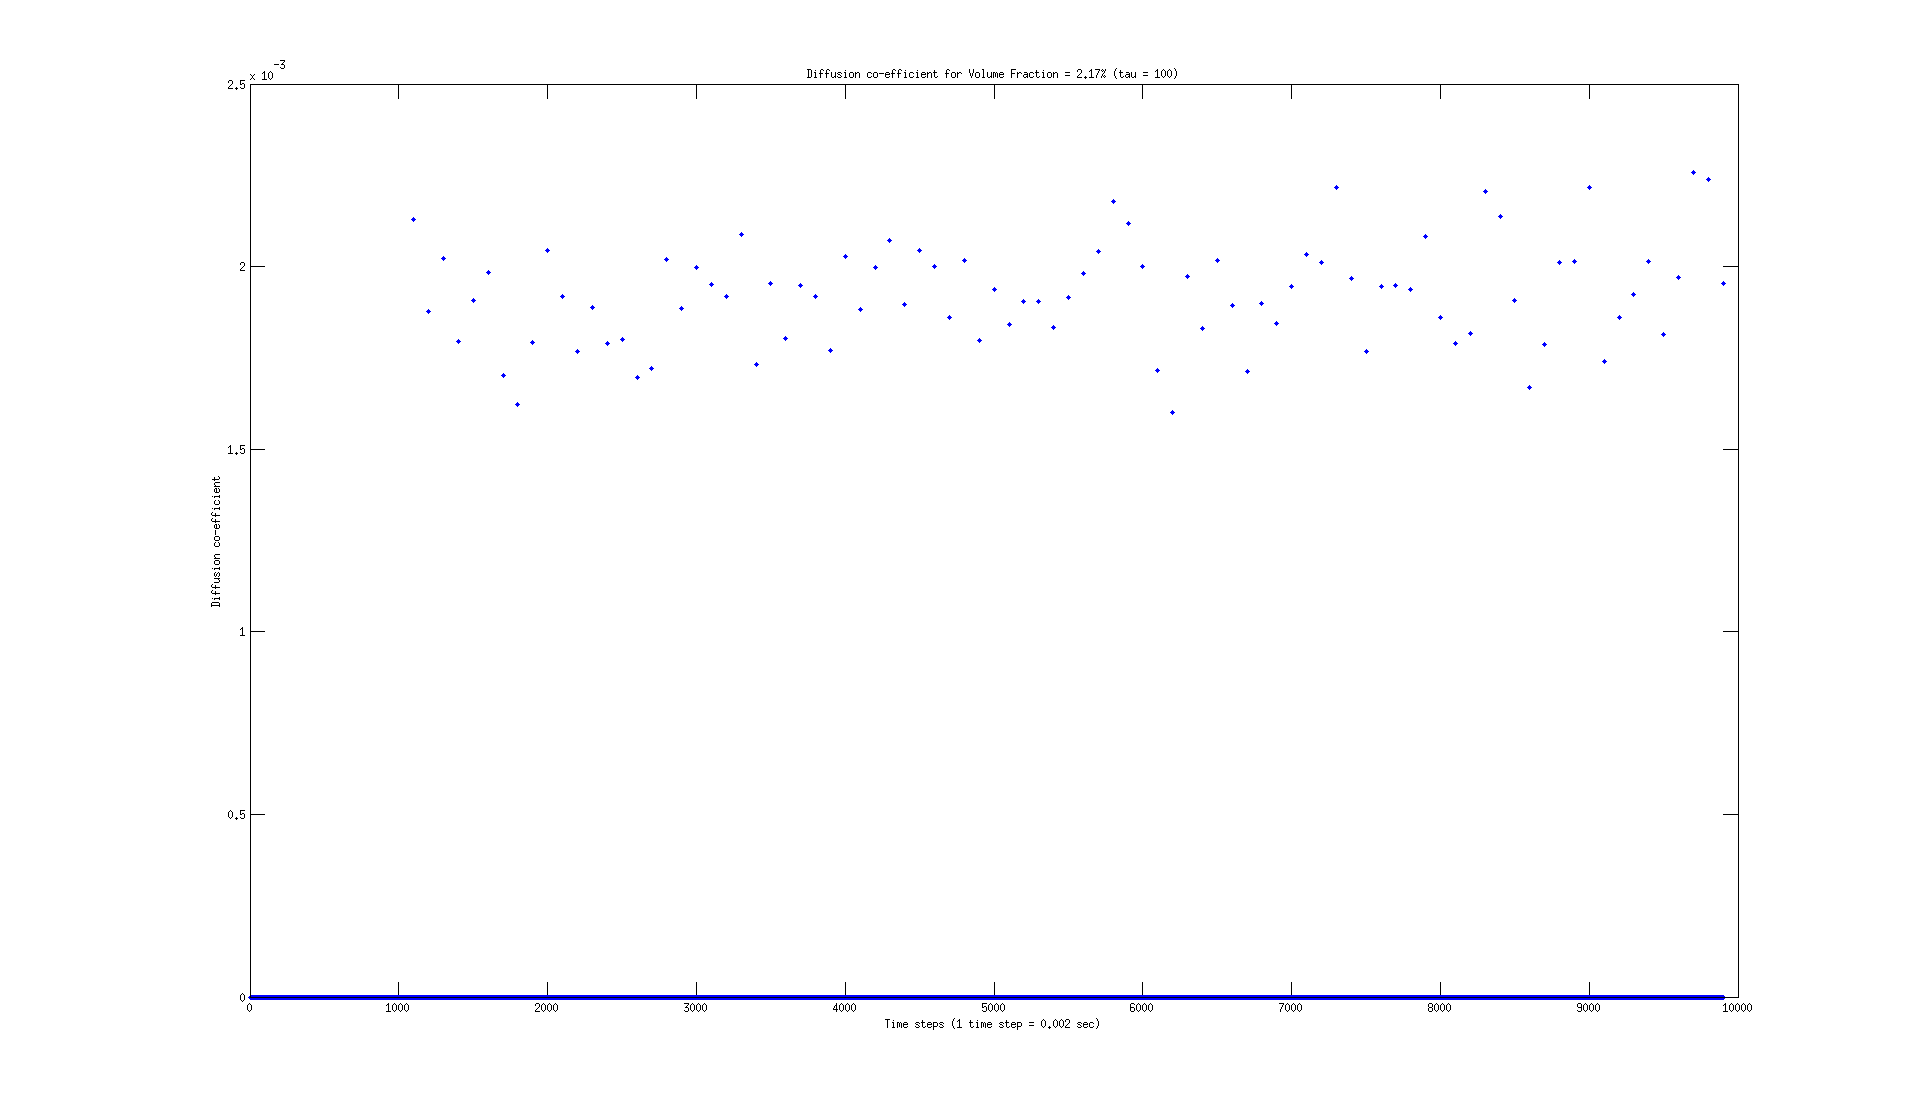 Diffusion co-efficient for Volume Fraction = 2.17% (tau = 100)
x 10^-3
2.5
2
1.5
1
0.5
0
Diffusion co-efficient
0 1000 2000 3000 4000 5000 6000 7000 8000 9000 10000
Time steps (1 time step = 0.002 sec)